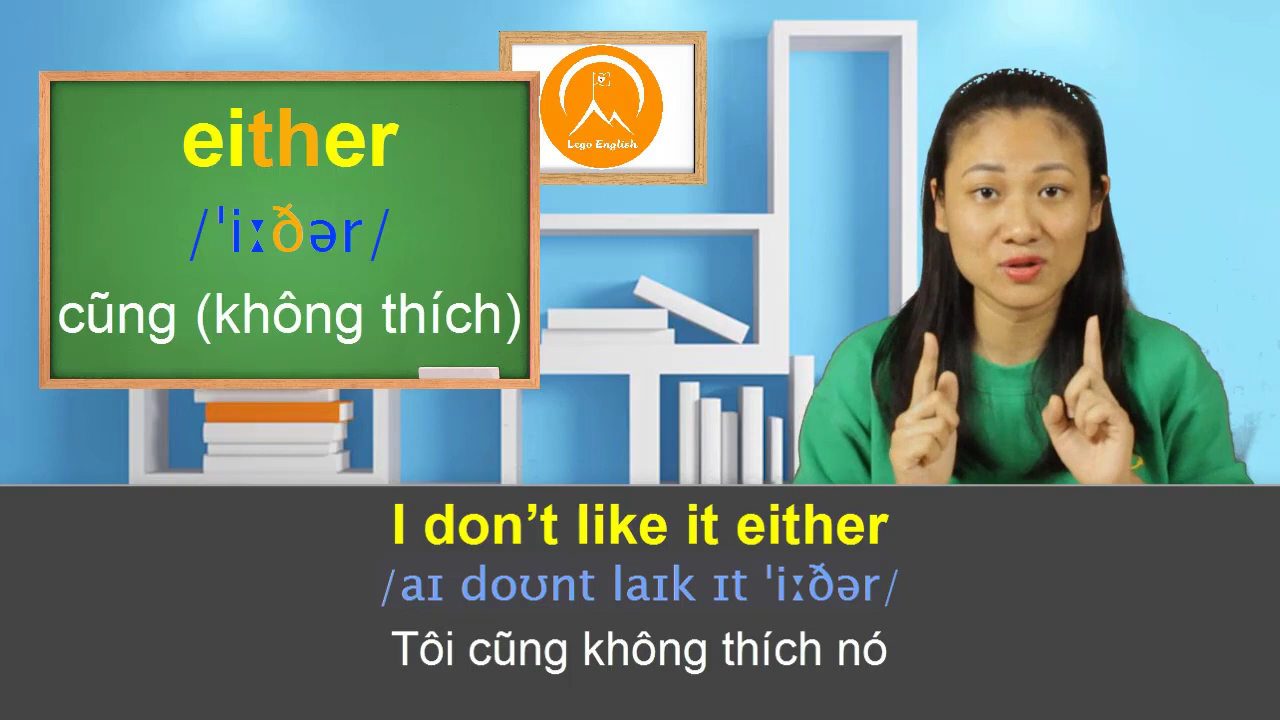 either
/ˈiːðər/
cũng (không thích)
Lego English
I don’t like it either
/aɪ doʊnt laɪk ɪt ˈiːðər/
Tôi cũng không thích nó